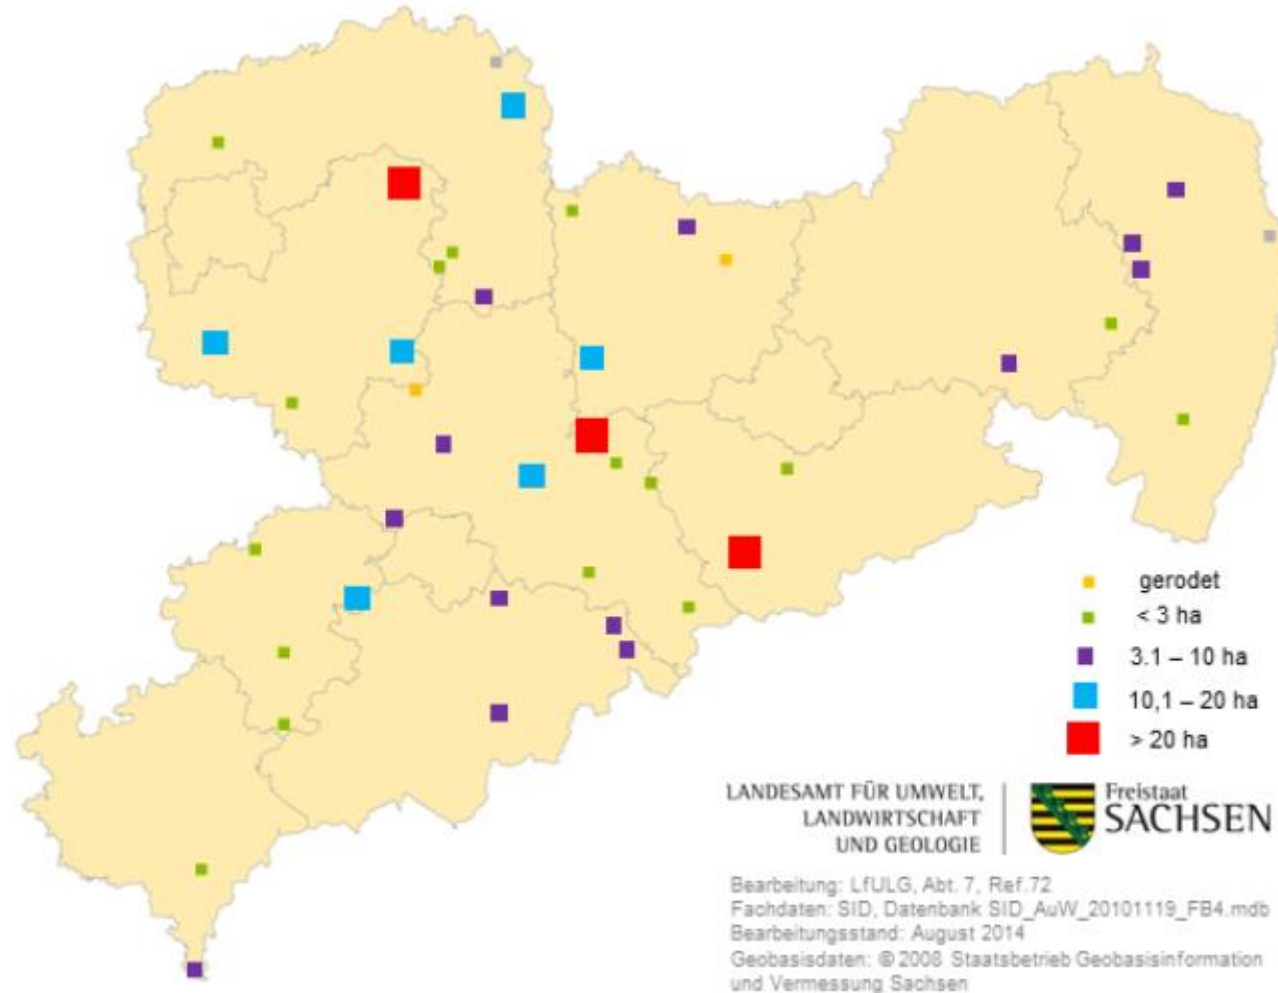 gerodet
< 3 ha
3.1 – 10 ha
10,1 – 20 ha
> 20 ha
LANDESAMT FÜR UMWELT,
LANDWIRTSCHAFT
UND GEOLOGIE
Freistaat
SACHSEN
Bearbeitung: LfULG, Abt. 7, Ref.72
Fachdaten: SID, Datenbank SID_AuW_20101119_FB4.mdb
Bearbeitungsstand: August 2014
Geobasisdaten: © 2008 Staatsbetrieb Geobasisinformation
und Vermessung Sachsen